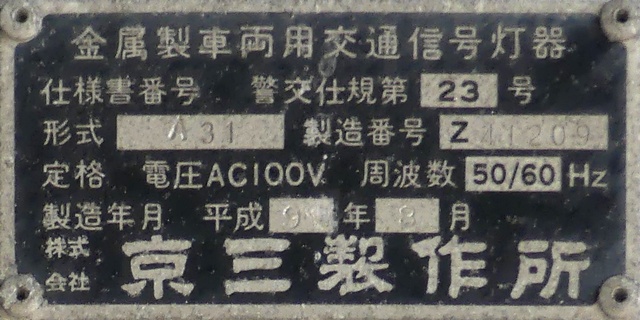 金属製車両用交通信号灯器
仕様書番号 警交仕規第 23 号
形式 A31 製造番号 Z 11209
定格 電圧AC100V 周波数 50/60 Hz
製造年月 平成 9 年 8 月
株式会社 京三製作所